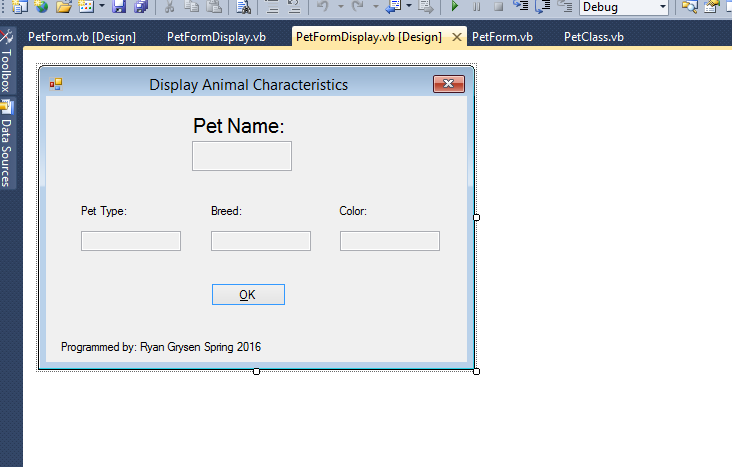 Debug
PetForm.vb [Design] PetFormDisplay.vb PetFormDisplay.vb [Design] PetForm.vb PetClass.vb
Toolbox
Data Sources
Display Animal Characteristics
Pet Name:
Pet Type: Breed: Color:
OK
Programmed by: Ryan Grysen Spring 2016